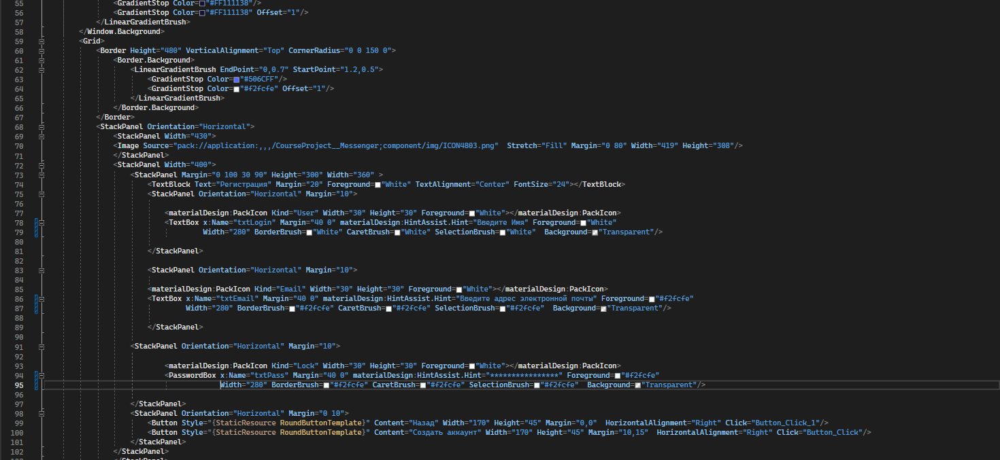 55 <GradientStop Color="#FF111138"/>
56 <GradientStop Color="#FF111138" Offset="1"/>
57 </LinearGradientBrush>
58 </Window.Background>
59 <Grid>
60 <Border Height="480" VerticalAlignment="Top" CornerRadius="0 0 150 0">
61 <Border.Background>
62 <LinearGradientBrush EndPoint="0,0.7" StartPoint="1.2,0.5">
63 <GradientStop Color="#506CFF"/>
64 <GradientStop Color="#f2fcfe" Offset="1"/>
65 </LinearGradientBrush>
66 </Border.Background>
67 </Border>
68 <StackPanel Orientation="Horizontal">
69 <StackPanel Width="430">
70 <Image Source="pack://application:,,,/CourseProject__Messenger;component/img/ICON4803.png"  Stretch="Fill" Margin="0 80" Width="419" Height="308"/>
71 </StackPanel>
72 <StackPanel Width="400">
73 <StackPanel Margin="0 100 30 90" Height="300" Width="360" >
74 <TextBlock Text="Регистрация" Margin="20" Foreground="White" TextAlignment="Center" FontSize="24"></TextBlock>
75 <StackPanel Orientation="Horizontal" Margin="10">
76
77 <materialDesign:PackIcon Kind="User" Width="30" Height="30" Foreground="White"></materialDesign:PackIcon>
78 <TextBox x:Name="txtLogin" Margin="40 0" materialDesign:HintAssist.Hint="Введите Имя" Foreground="White"
79 Width="280" BorderBrush="White" CaretBrush="White" SelectionBrush="White"  Background="Transparent"/>
80
81 </StackPanel>
82
83 <StackPanel Orientation="Horizontal" Margin="10">
84
85 <materialDesign:PackIcon Kind="Email" Width="30" Height="30" Foreground="White"></materialDesign:PackIcon>
86 <TextBox x:Name="txtEmail" Margin="40 0" materialDesign:HintAssist.Hint="Введите адрес электронной почты" Foreground="#f2fcfe"
87 Width="280" BorderBrush="#f2fcfe" CaretBrush="#f2fcfe" SelectionBrush="#f2fcfe"  Background="Transparent"/>
88
89 </StackPanel>
90
91 <StackPanel Orientation="Horizontal" Margin="10">
92
93 <materialDesign:PackIcon Kind="Lock" Width="30" Height="30" Foreground="White"></materialDesign:PackIcon>
94 <PasswordBox x:Name="txtPass" Margin="40 0" materialDesign:HintAssist.Hint="****************" Foreground="#f2fcfe"
95 Width="280" BorderBrush="#f2fcfe" CaretBrush="#f2fcfe" SelectionBrush="#f2fcfe"  Background="Transparent"/>
96
97 </StackPanel>
98 <StackPanel Orientation="Horizontal" Margin="0 10">
99 <Button Style="{StaticResource RoundButtonTemplate}" Content="Назад" Width="170" Height="45" Margin="0,0"  HorizontalAlignment="Right" Click="Button_Click_1"/>
100 <Button Style="{StaticResource RoundButtonTemplate}" Content="Создать аккаунт" Width="170" Height="45" Margin="10,15"  HorizontalAlignment="Right" Click="Button_Click"/>
101 </StackPanel>
102 </StackPanel>